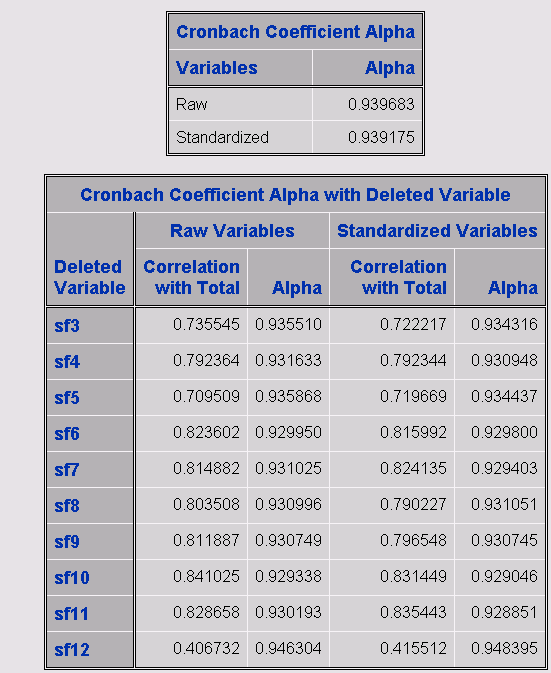 Cronbach Coefficient Alpha
Variables Alpha
Raw 0.939683
Standardized 0.939175
Cronbach Coefficient Alpha with Deleted Variable
Raw Variables Standardized Variables
Deleted Correlation Correlation
Variable with Total Alpha with Total Alpha
sf3 0.735545 0.935510 0.722217 0.934316
sf4 0.792364 0.931633 0.792344 0.930948
sf5 0.709509 0.935868 0.719669 0.934437
sf6 0.823602 0.929950 0.815992 0.929800
sf7 0.814882 0.931025 0.824135 0.929403
sf8 0.803508 0.930996 0.790227 0.931051
sf9 0.811887 0.930749 0.796548 0.930745
sf10 0.841025 0.929338 0.831449 0.929046
sf11 0.828658 0.930193 0.835443 0.928851
sf12 0.406732 0.946304 0.415512 0.948395